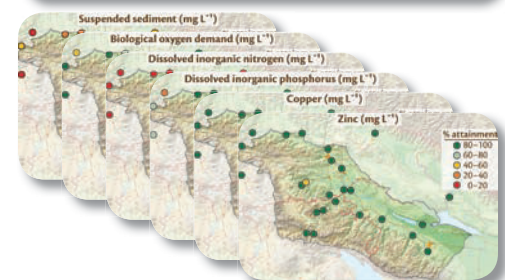 Suspended sediment (mg L⁻¹)
Biological oxygen demand (mg L⁻¹)
Dissolved inorganic nitrogen (mg L⁻¹)
Dissolved inorganic phosphorus (mg L⁻¹)
Copper (mg L⁻¹)
Zinc (mg L⁻¹)
% attainment
80–100
60–80
40–60
20–40
0–20